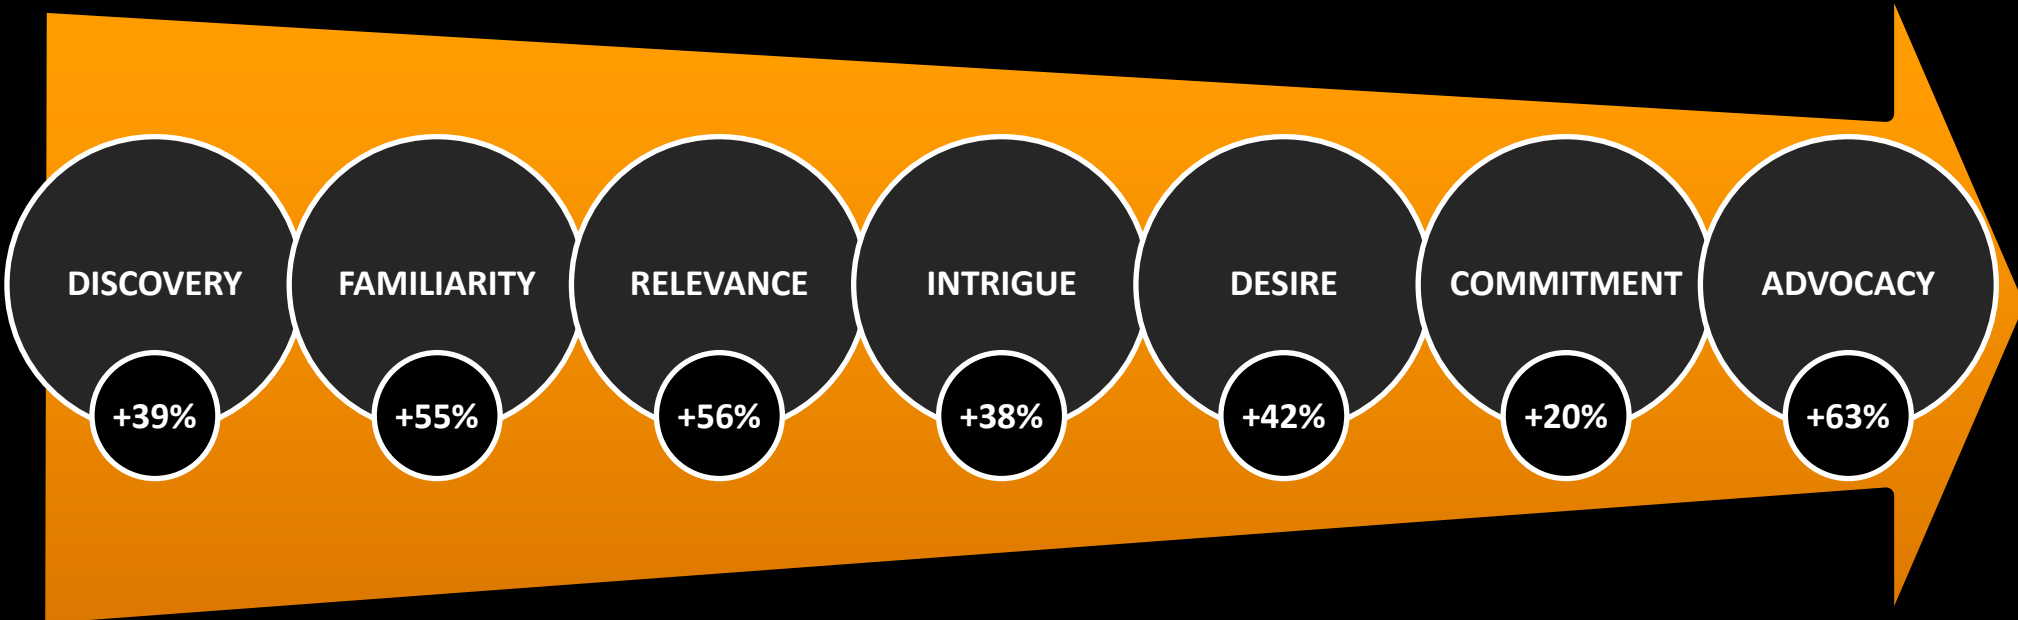 DISCOVERY
FAMILIARITY
RELEVANCE
INTRIGUE
DESIRE
COMMITMENT
ADVOCACY
+39%
+55%
+56%
+38%
+42%
+20%
+63%